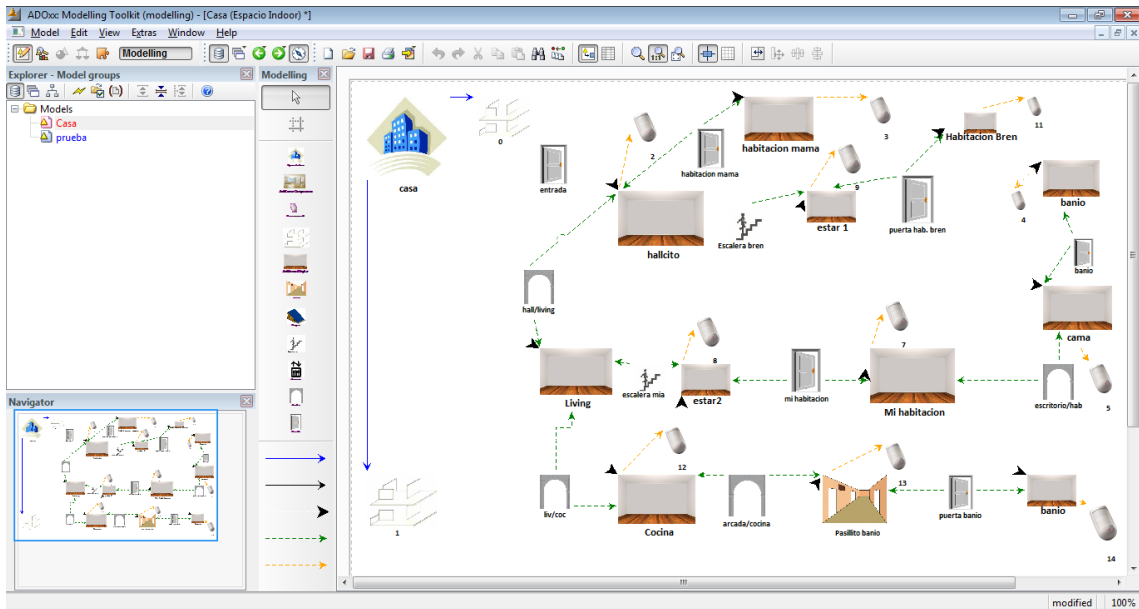 ADOxx Modelling Toolkit (modelling) - [Casa (Espacio Indoor) *]
Model Edit View Extras Window Help
Modelling
Explorer - Model groups
Models
Casa
prueba
Navigator
Modelling
casa
0
entrada
2
habitacion mama
habitacion mama
3
Habitacion Bren
11
hallcito
Escalera bren
estar 1
9
puerta hab. bren
4
banio
banio
hall/living
cama
Living
escalera mia
estar2
8
mi habitacion
7
Mi habitacion
escritorio/hab
5
1
liv/coc
Cocina
12
arcada/cocina
Pasillito banio
13
puerta banio
banio
14
modified 100%